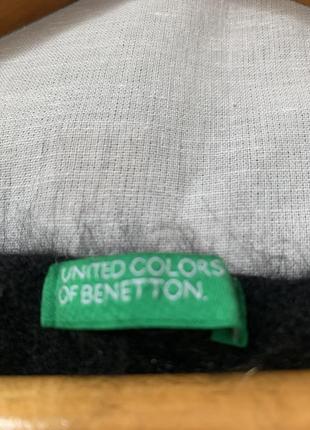 UNITED COLORS
OF BENETTON.